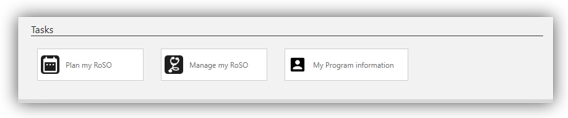 Tasks
Plan my RoSO
Manage my RoSO
My Program information